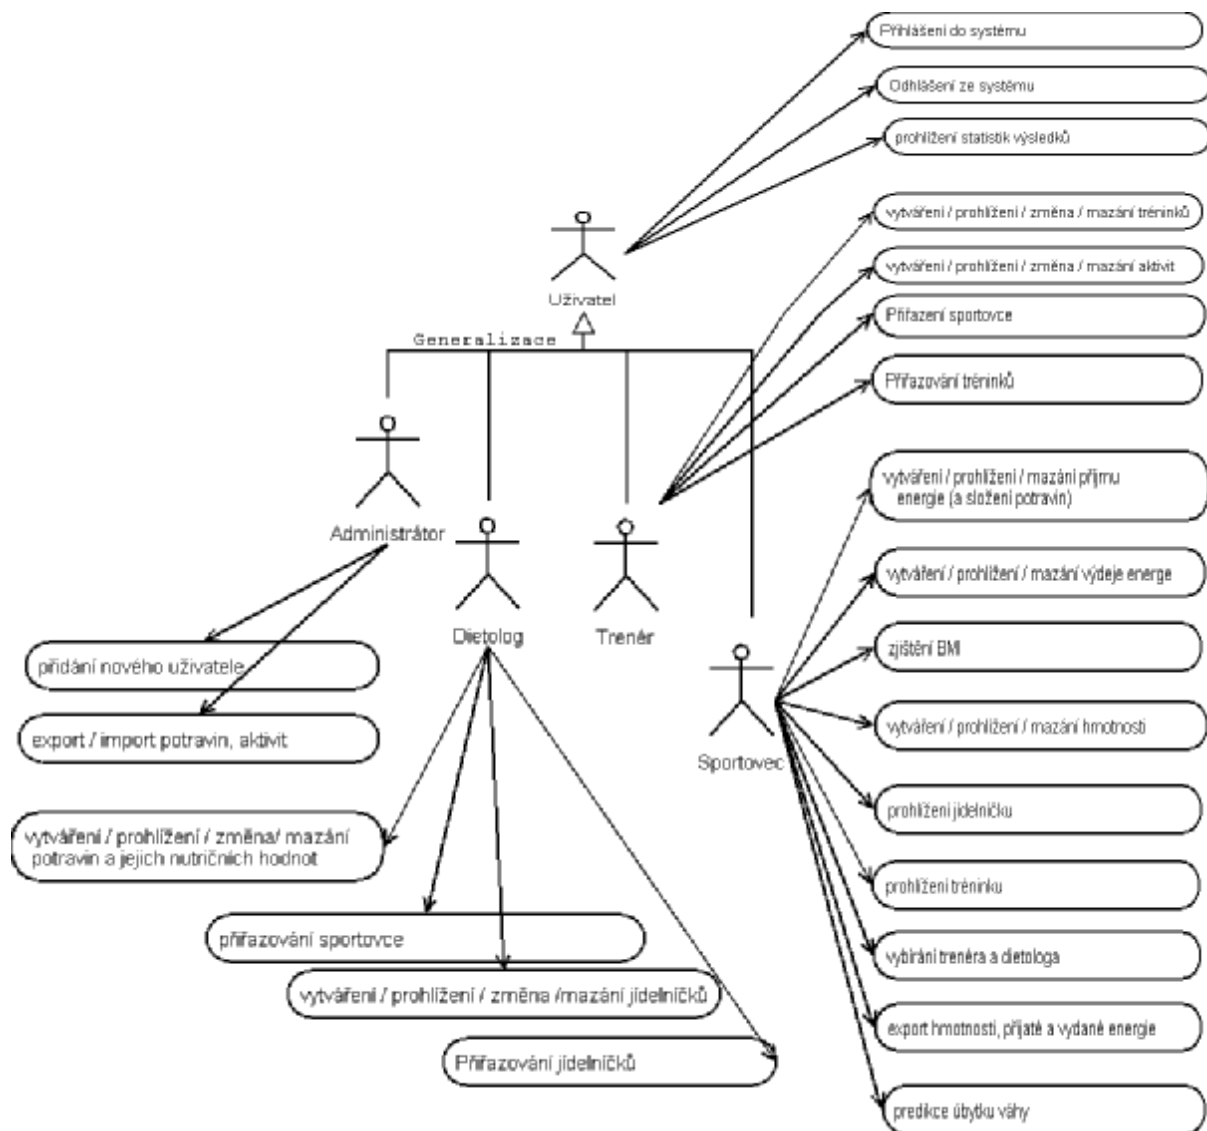 Přihlášení do systému
Odhlášení ze systému
prohlížení statistik výsledků
vytváření / prohlížení / změna / mazání tréninků
vytváření / prohlížení / změna / mazání aktivit
Přiřazení sportovce
Přiřazování tréninků
Uživatel
Generalizace
Administrátor
Dietolog
Trenér
Sportovec
přidání nového uživatele
export / import potravin, aktivit
vytváření / prohlížení / změna/ mazání
potravin a jejich nutričních hodnot
přiřazování sportovce
vytváření / prohlížení / změna /mazání jídelníčků
Přiřazování jídelníčků
vytváření / prohlížení / mazání příjmu
energie (a složení potravin)
vytváření / prohlížení / mazání výdeje energe
zjištění BMI
vytváření / prohlížení / mazání hmotnosti
prohlížení jídelníčku
prohlížení tréninku
vybírání trenéra a dietologa
export hmotností, přijaté a vydané energie
predikce úbytku váhy